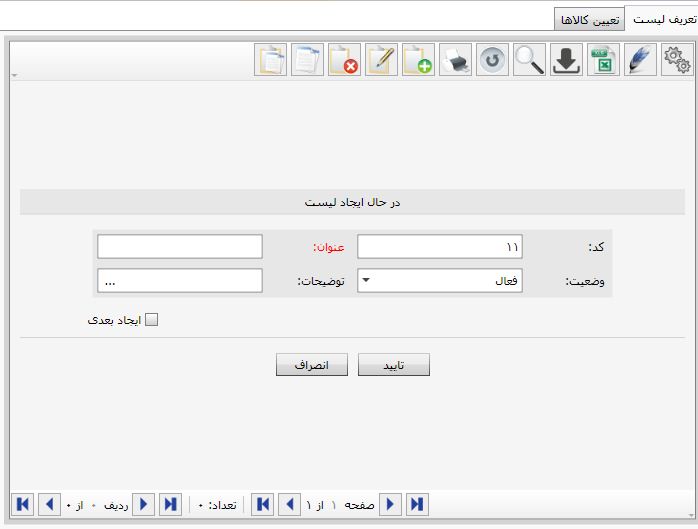 تعریف لیست
تعیین کالاها
در حال ایجاد لیست
کد: ۱۱ عنوان:
وضعیت: فعال توضیحات: ...
ایجاد بعدی
تایید انصراف
صفحه ۱ از ۱ تعداد: ۰ ردیف ۰ از ۰